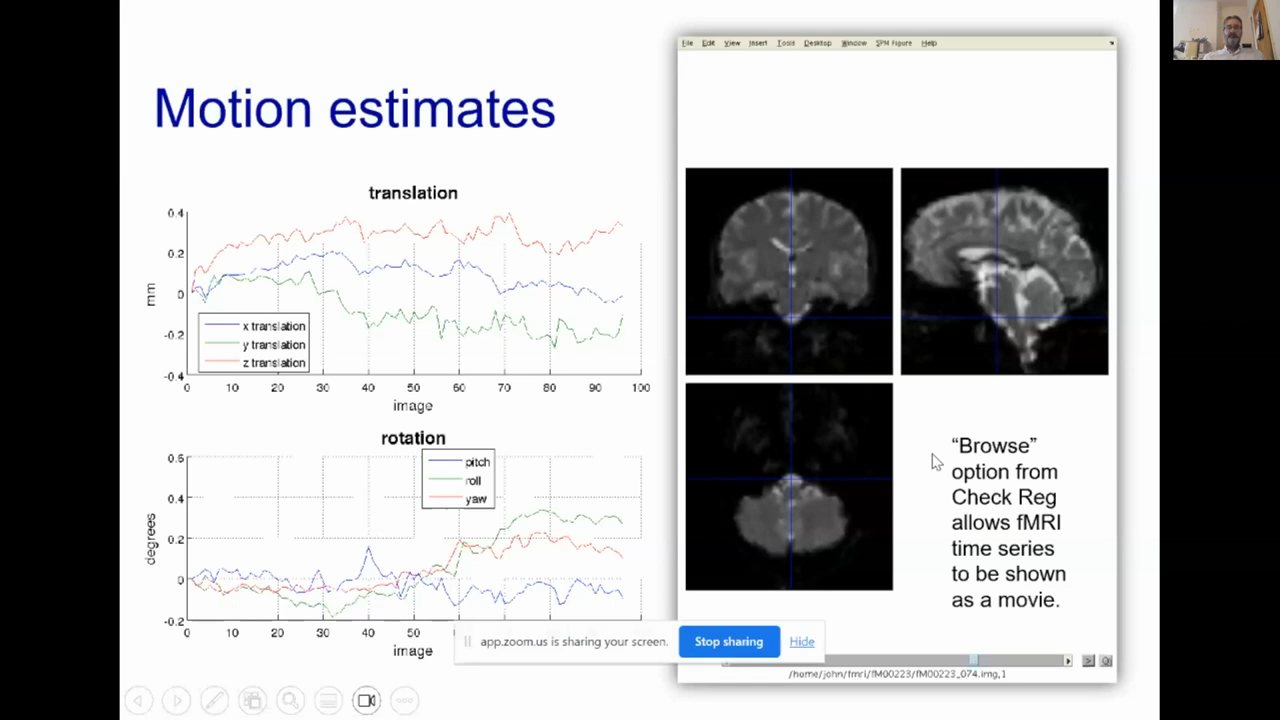 File Edit View Insert Tools Desktop Window SPM Figure Help
Motion estimates
translation
0.4
0.2
0
-0.2
-0.4
mm
x translation
y translation
z translation
0 10 20 30 40 50 60 70 80 90 100
image
rotation
0.6
0.4
0.2
0
-0.2
degrees
pitch
roll
yaw
0 10 20 30 40 50
image
"Browse"
option from
Check Reg
allows fMRI
time series
to be shown
as a movie.
app.zoom.us is sharing your screen. Stop sharing Hide
/home/john/fmri/fM00223/fM00223_074.img,1